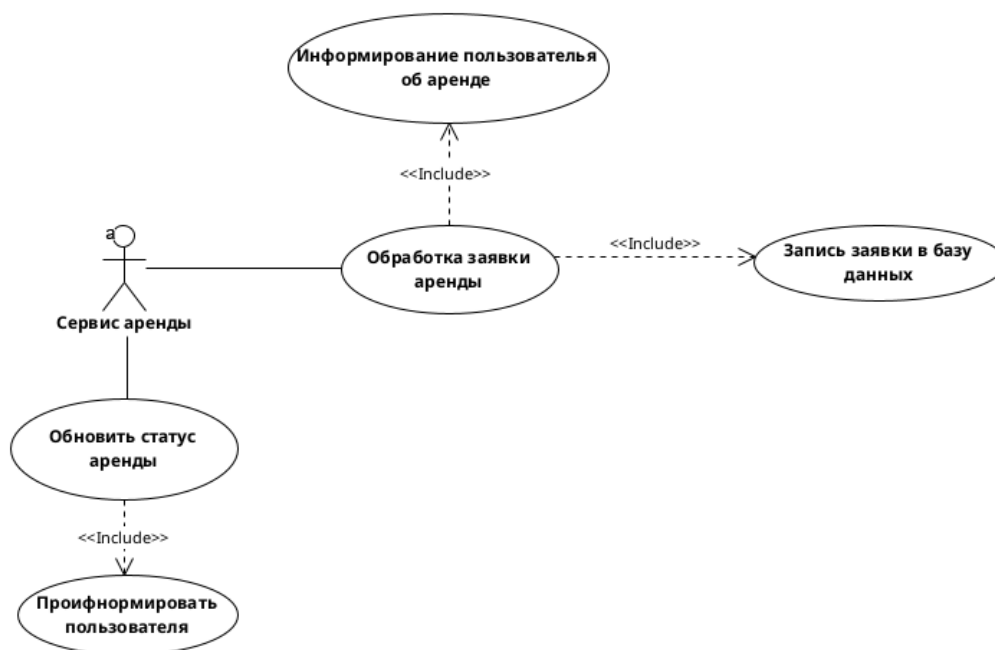 Информирование пользователья
об аренде
<<Include>>
a
Обработка заявки
аренды
<<Include>>
Запись заявки в базу
данных
Сервис аренды
Обновить статус
аренды
<<Include>>
Проифнормировать
пользователя